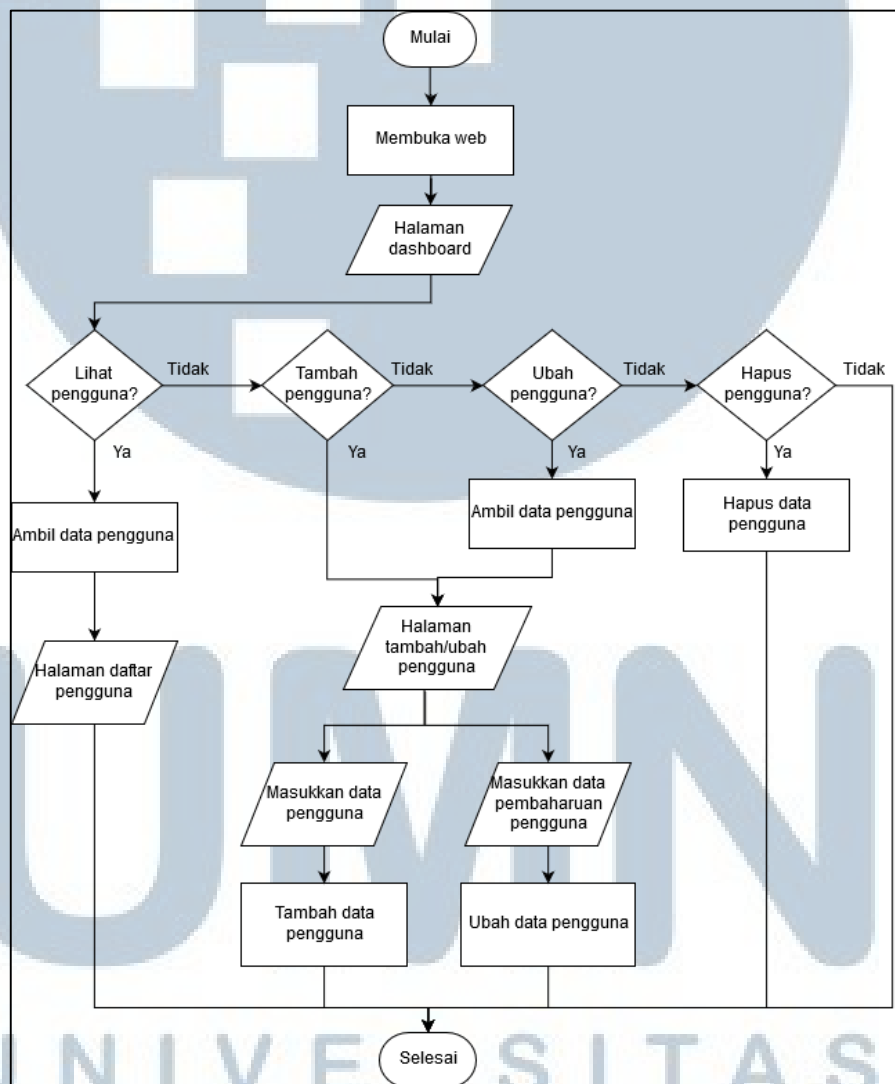 Mulai
Membuka web
Halaman
dashboard
Lihat
pengguna?
Tidak
Tambah
pengguna?
Tidak
Ubah
pengguna?
Tidak
Hapus
pengguna?
Tidak
Ya
Ya
Ya
Ya
Ambil data pengguna
Ambil data pengguna
Hapus data
pengguna
Halaman
tambah/ubah
pengguna
Halaman daftar
pengguna
Masukkan data
pengguna
Masukkan data
pembaharuan
pengguna
Tambah data
pengguna
Ubah data pengguna
Selesai
UMN
UNIVERSITAS